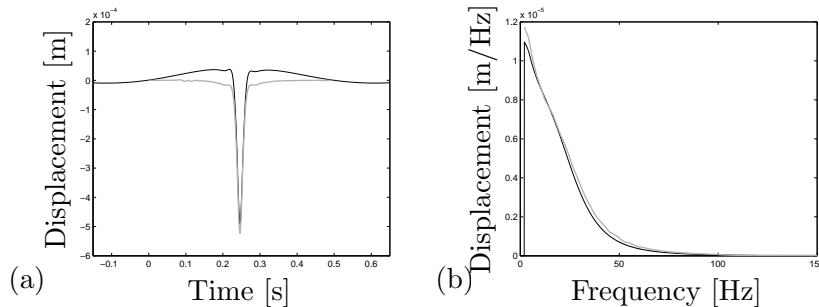 x 10⁻⁴
2
1
0
−1
−2
−3
−4
−5
−6
−0.1 0 0.1 0.2 0.3 0.4 0.5 0.6
Displacement [m]
Time [s]
(a)
x 10⁻⁵
1.2
1
0.8
0.6
0.4
0.2
0
0 50 100 150
Displacement [m/Hz]
Frequency [Hz]
(b)